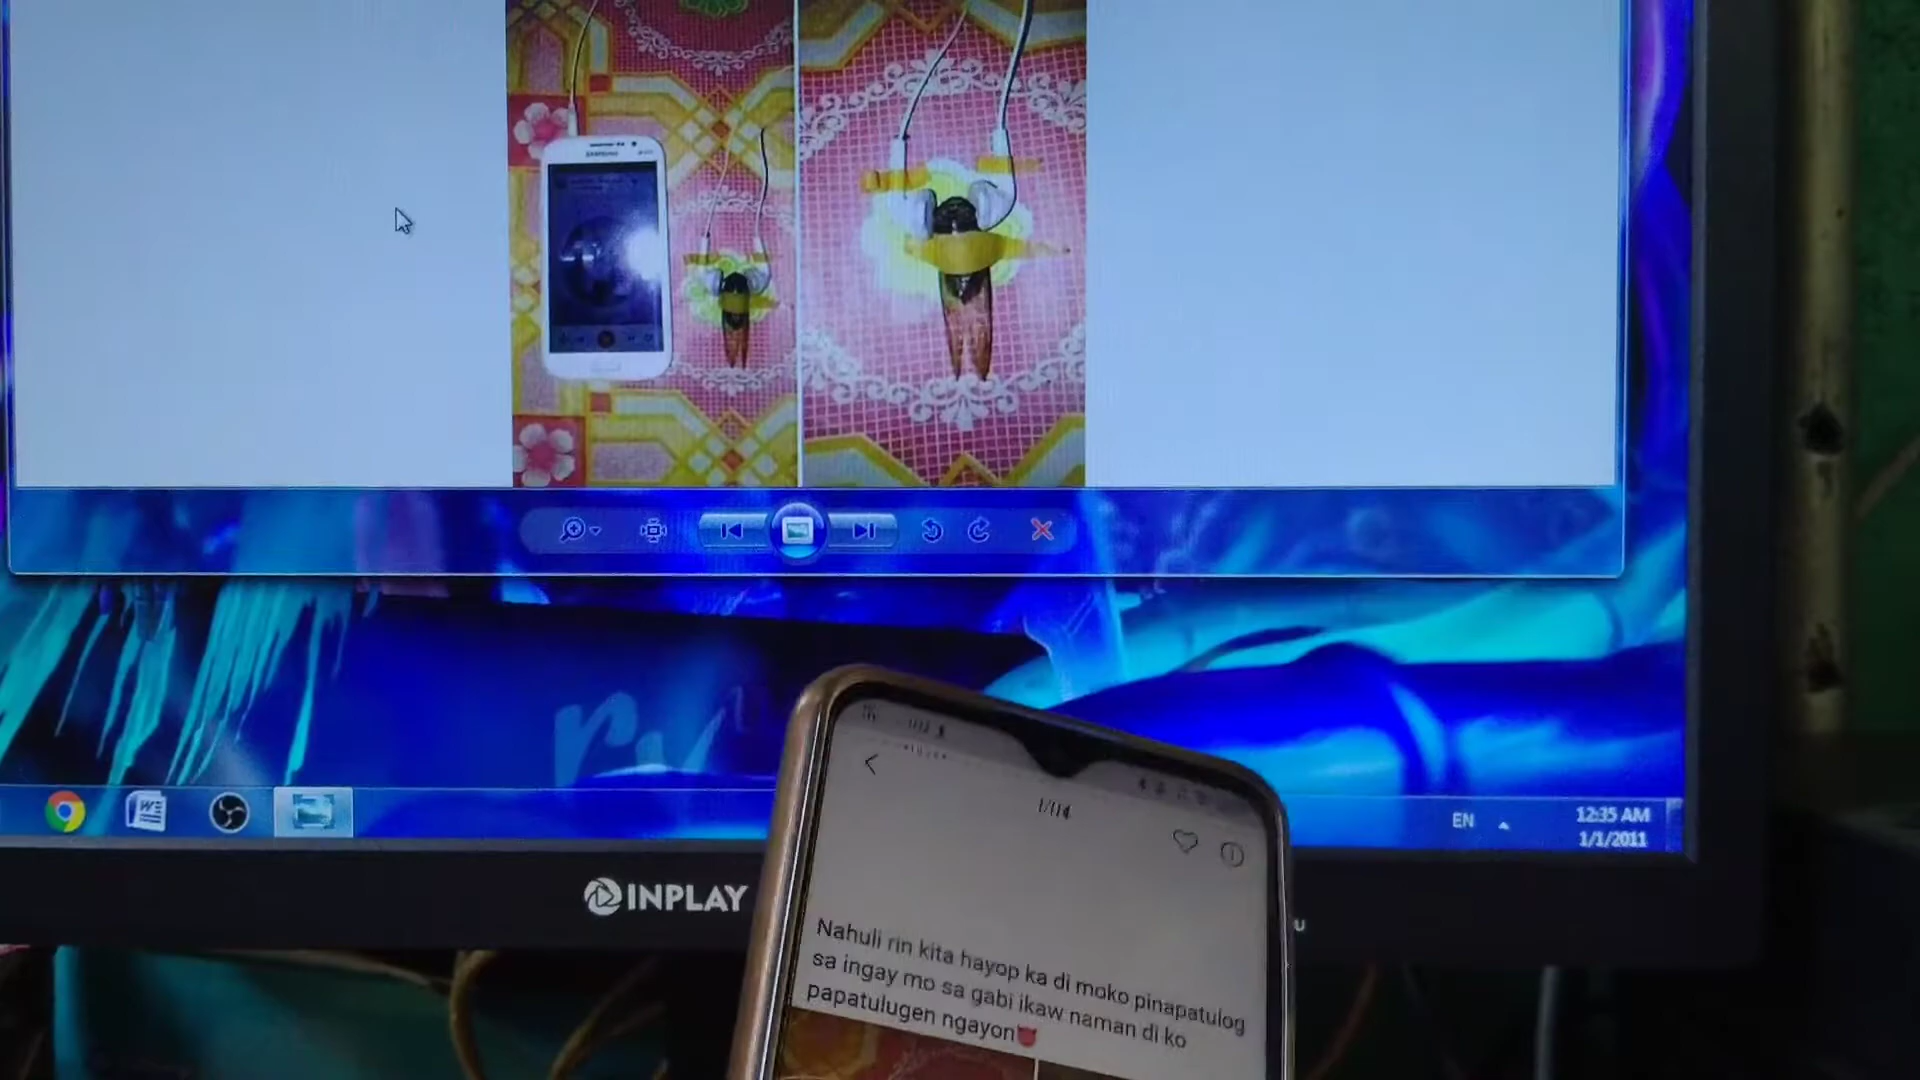 SAMSUNG
EN
12:35 AM
1/1/2011
INPLAY
1/114
Nahuli rin kita hayop ka di moko pinapatulog
sa ingay mo sa gabi ikaw naman di ko
papatulugen ngayon😈